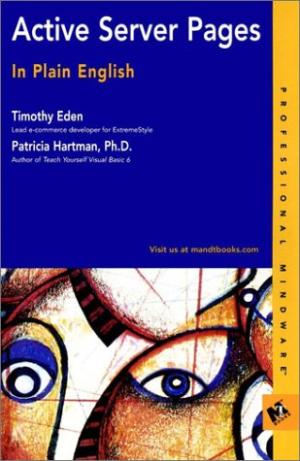 Active Server Pages
In Plain English
Timothy Eden
Lead e-commerce developer for ExtremeStyle
Patricia Hartman, Ph.D.
Author of Teach Yourself Visual Basic 6
Visit us at mandtbooks.com
PROFESSIONAL MINDWARE™